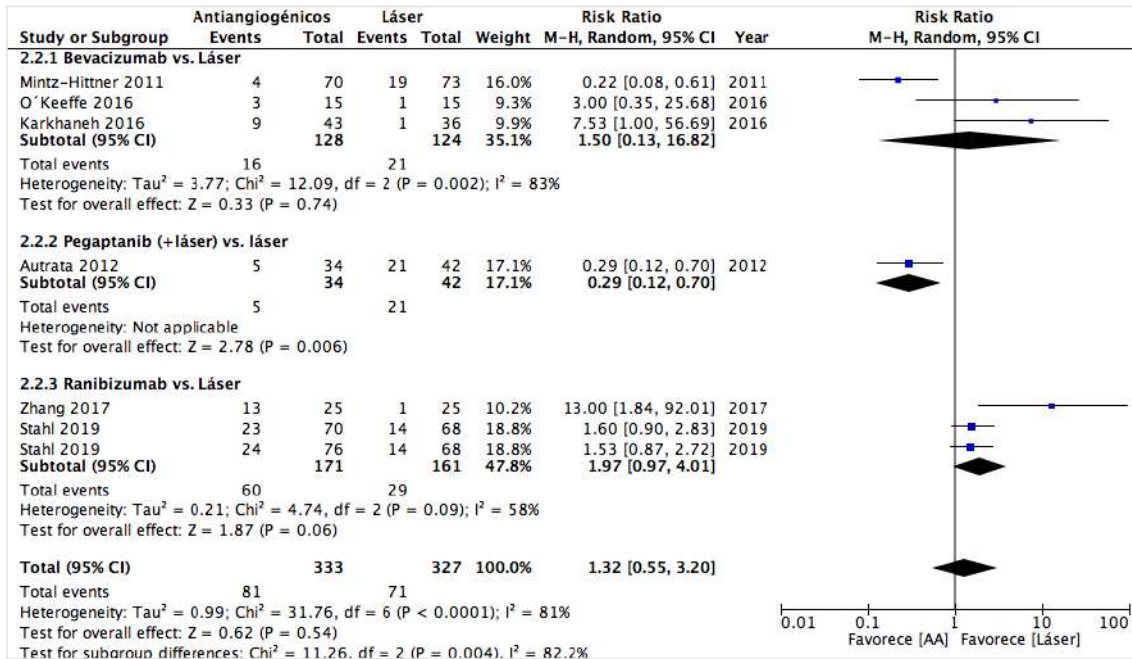 Antiangiogénicos Láser Risk Ratio Risk Ratio
Study or Subgroup Events Total Events Total Weight M-H, Random, 95% CI Year M-H, Random, 95% CI
2.2.1 Bevacizumab vs. Láser
Mintz-Hittner 2011 4 70 19 73 16.0% 0.22 [0.08, 0.61] 2011
O´Keeffe 2016 3 15 1 15 9.3% 3.00 [0.35, 25.68] 2016
Karkhaneh 2016 9 43 1 36 9.9% 7.53 [1.00, 56.69] 2016
Subtotal (95% CI) 128 124 35.1% 1.50 [0.13, 16.82]
Total events 16 21
Heterogeneity: Tau² = 3.77; Chi² = 12.09, df = 2 (P = 0.002); I² = 83%
Test for overall effect: Z = 0.33 (P = 0.74)
2.2.2 Pegaptanib (+láser) vs. láser
Autrata 2012 5 34 21 42 17.1% 0.29 [0.12, 0.70] 2012
Subtotal (95% CI) 34 42 17.1% 0.29 [0.12, 0.70]
Total events 5 21
Heterogeneity: Not applicable
Test for overall effect: Z = 2.78 (P = 0.006)
2.2.3 Ranibizumab vs. Láser
Zhang 2017 13 25 1 25 10.2% 13.00 [1.84, 92.01] 2017
Stahl 2019 23 70 14 68 18.8% 1.60 [0.90, 2.83] 2019
Stahl 2019 24 76 14 68 18.8% 1.53 [0.87, 2.72] 2019
Subtotal (95% CI) 171 161 47.8% 1.97 [0.97, 4.01]
Total events 60 29
Heterogeneity: Tau² = 0.21; Chi² = 4.74, df = 2 (P = 0.09); I² = 58%
Test for overall effect: Z = 1.87 (P = 0.06)
Total (95% CI) 333 327 100.0% 1.32 [0.55, 3.20]
Total events 81 71
Heterogeneity: Tau² = 0.99; Chi² = 31.76, df = 6 (P < 0.0001); I² = 81%
Test for overall effect: Z = 0.62 (P = 0.54)
Test for subgroup differences: Chi² = 11.26, df = 2 (P = 0.004), I² = 82.2%
0.01 0.1 1 10 100
Favorece [AA] Favorece [Láser]